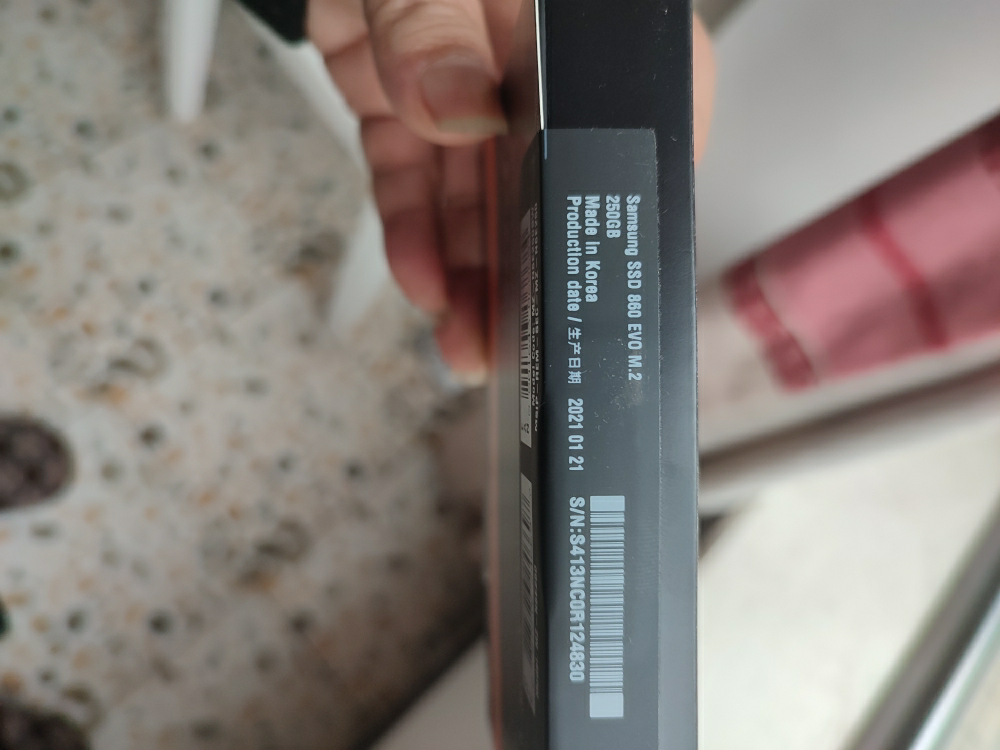 Samsung SSD 860 EVO M.2
250GB
Made in Korea
Production date / 生产日期 2021 01 21
S/N:S413NC0R124830